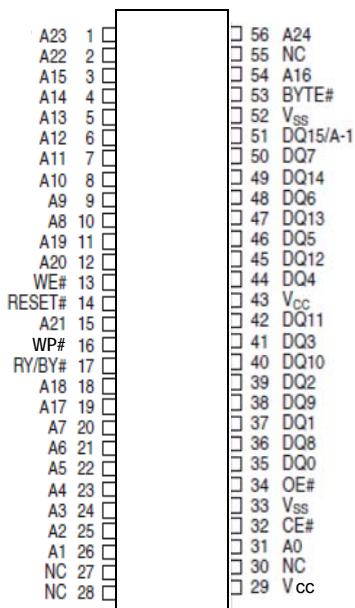 A23 1 56 A24
A22 2 55 NC
A15 3 54 A16
A14 4 53 BYTE#
A13 5 52 VSS
A12 6 51 DQ15/A-1
A11 7 50 DQ7
A10 8 49 DQ14
A9 9 48 DQ6
A8 10 47 DQ13
A19 11 46 DQ5
A20 12 45 DQ12
WE# 13 44 DQ4
RESET# 14 43 VCC
A21 15 42 DQ11
WP# 16 41 DQ3
RY/BY# 17 40 DQ10
A18 18 39 DQ2
A17 19 38 DQ9
A7 20 37 DQ1
A6 21 36 DQ8
A5 22 35 DQ0
A4 23 34 OE#
A3 24 33 VSS
A2 25 32 CE#
A1 26 31 A0
NC 27 30 NC
NC 28 29 VCC